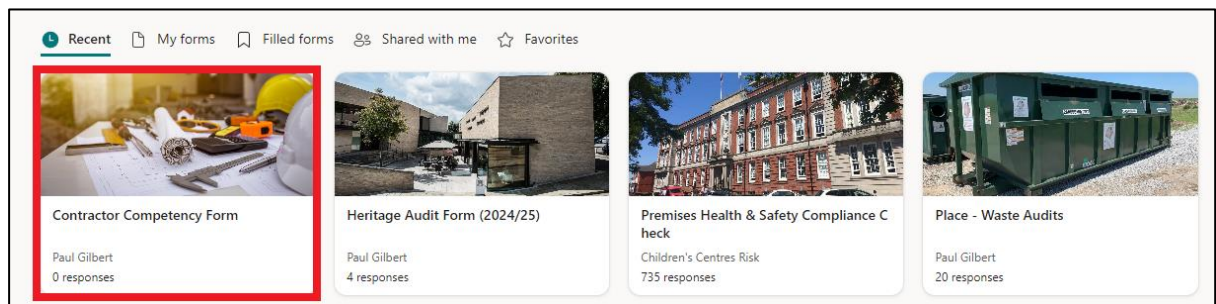 Recent My forms Filled forms Shared with me Favorites
Contractor Competency Form
Paul Gilbert
0 responses
Heritage Audit Form (2024/25)
Paul Gilbert
4 responses
Premises Health & Safety Compliance C
heck
Children's Centres Risk
735 responses
Place - Waste Audits
Paul Gilbert
20 responses